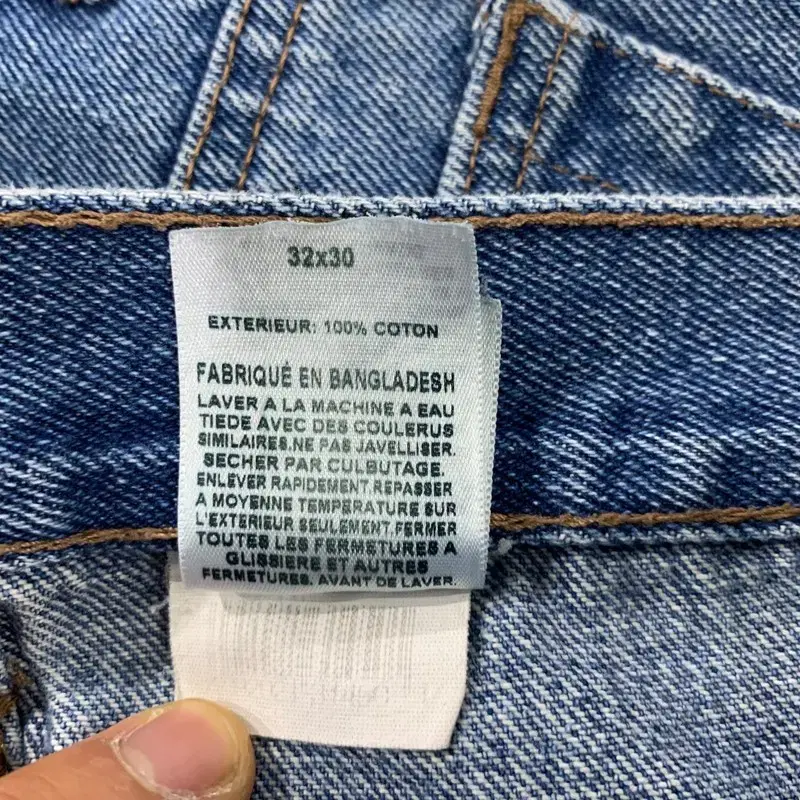 32x30
EXTERIEUR: 100% COTON
FABRIQUÉ EN BANGLADESH
LAVER A LA MACHINE A EAU
TIEDE AVEC DES COULERUS
SIMILAIRES.NE PAS JAVELLISER.
SECHER PAR CULBUTAGE.
ENLEVER RAPIDEMENT.REPASSER
A MOYENNE TEMPERATURE SUR
L'EXTERIEUR SEULEMENT.FERMER
TOUTES LES FERMETURES A
GLISSIERE ET AUTRES
FERMETURES. AVANT DE LAVER.